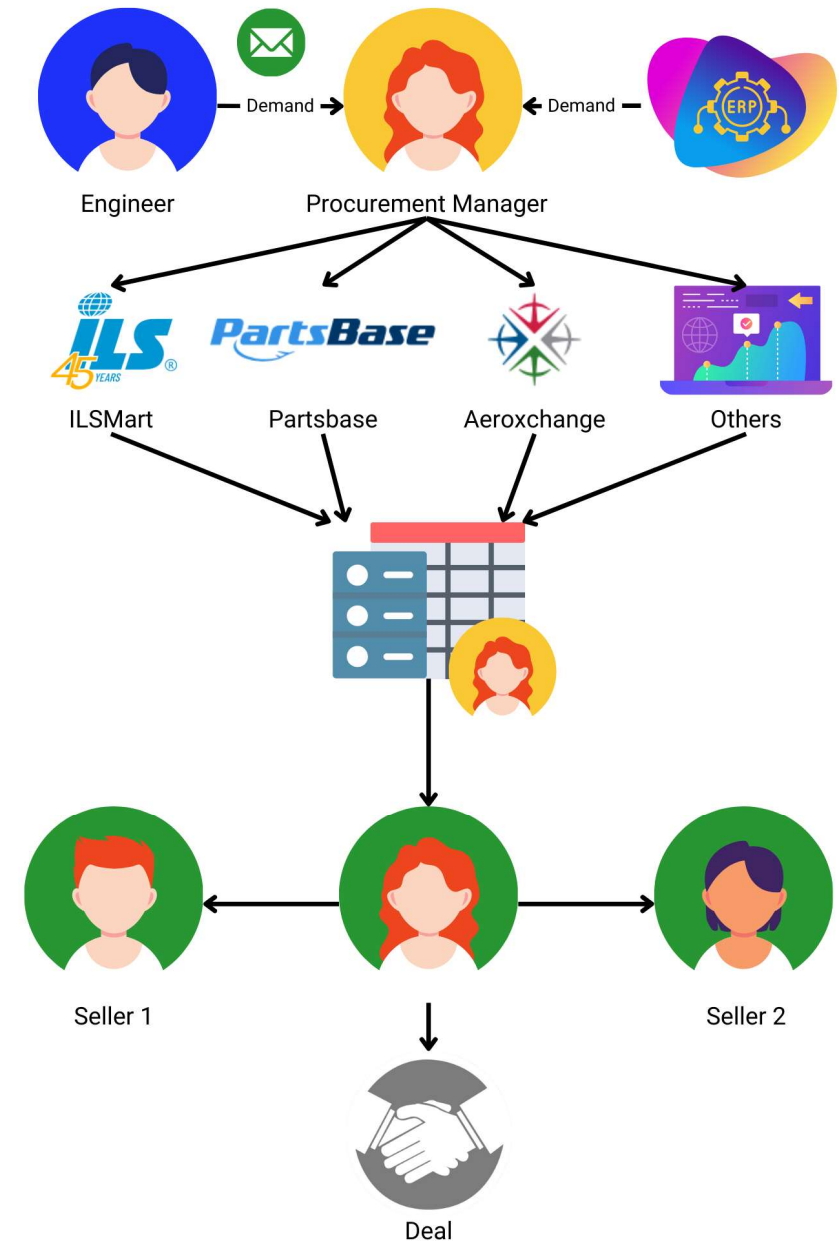 Demand
Demand
ERP
Engineer
Procurement Manager
iLS
45 YEARS
®
PartsBase
ILSMart
Partsbase
Aeroxchange
Others
Seller 1
Seller 2
Deal